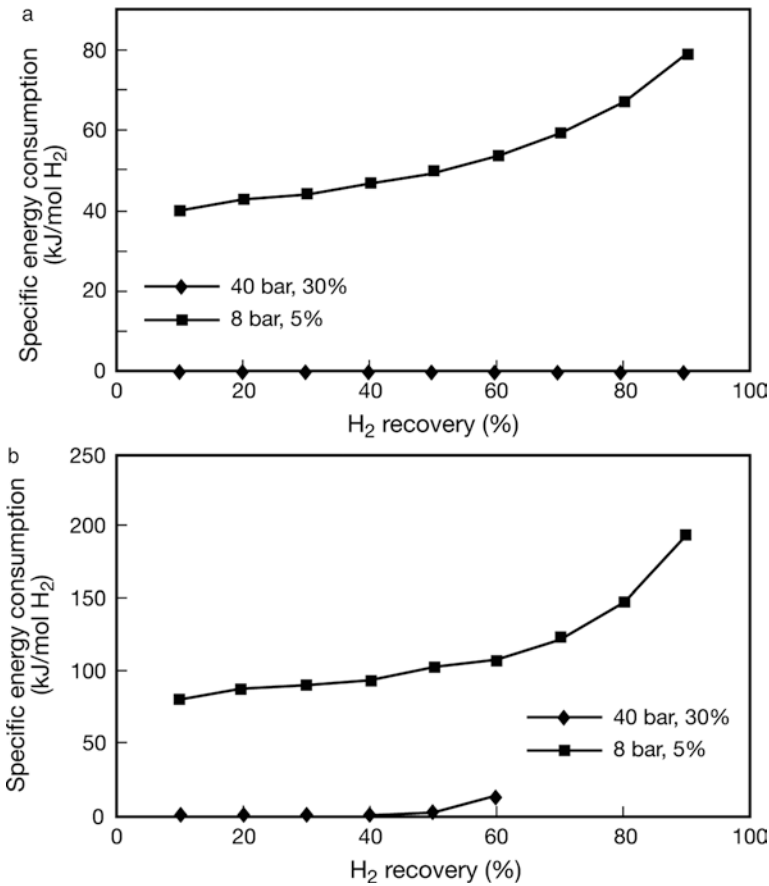 a
Specific energy consumption
(kJ/mol H₂)
80
60
40
20
0
40 bar, 30%
8 bar, 5%
0
20
40
60
80
100
H₂ recovery (%)
b
Specific energy consumption
(kJ/mol H₂)
250
200
150
100
50
0
40 bar, 30%
8 bar, 5%
0
20
40
60
80
100
H₂ recovery (%)